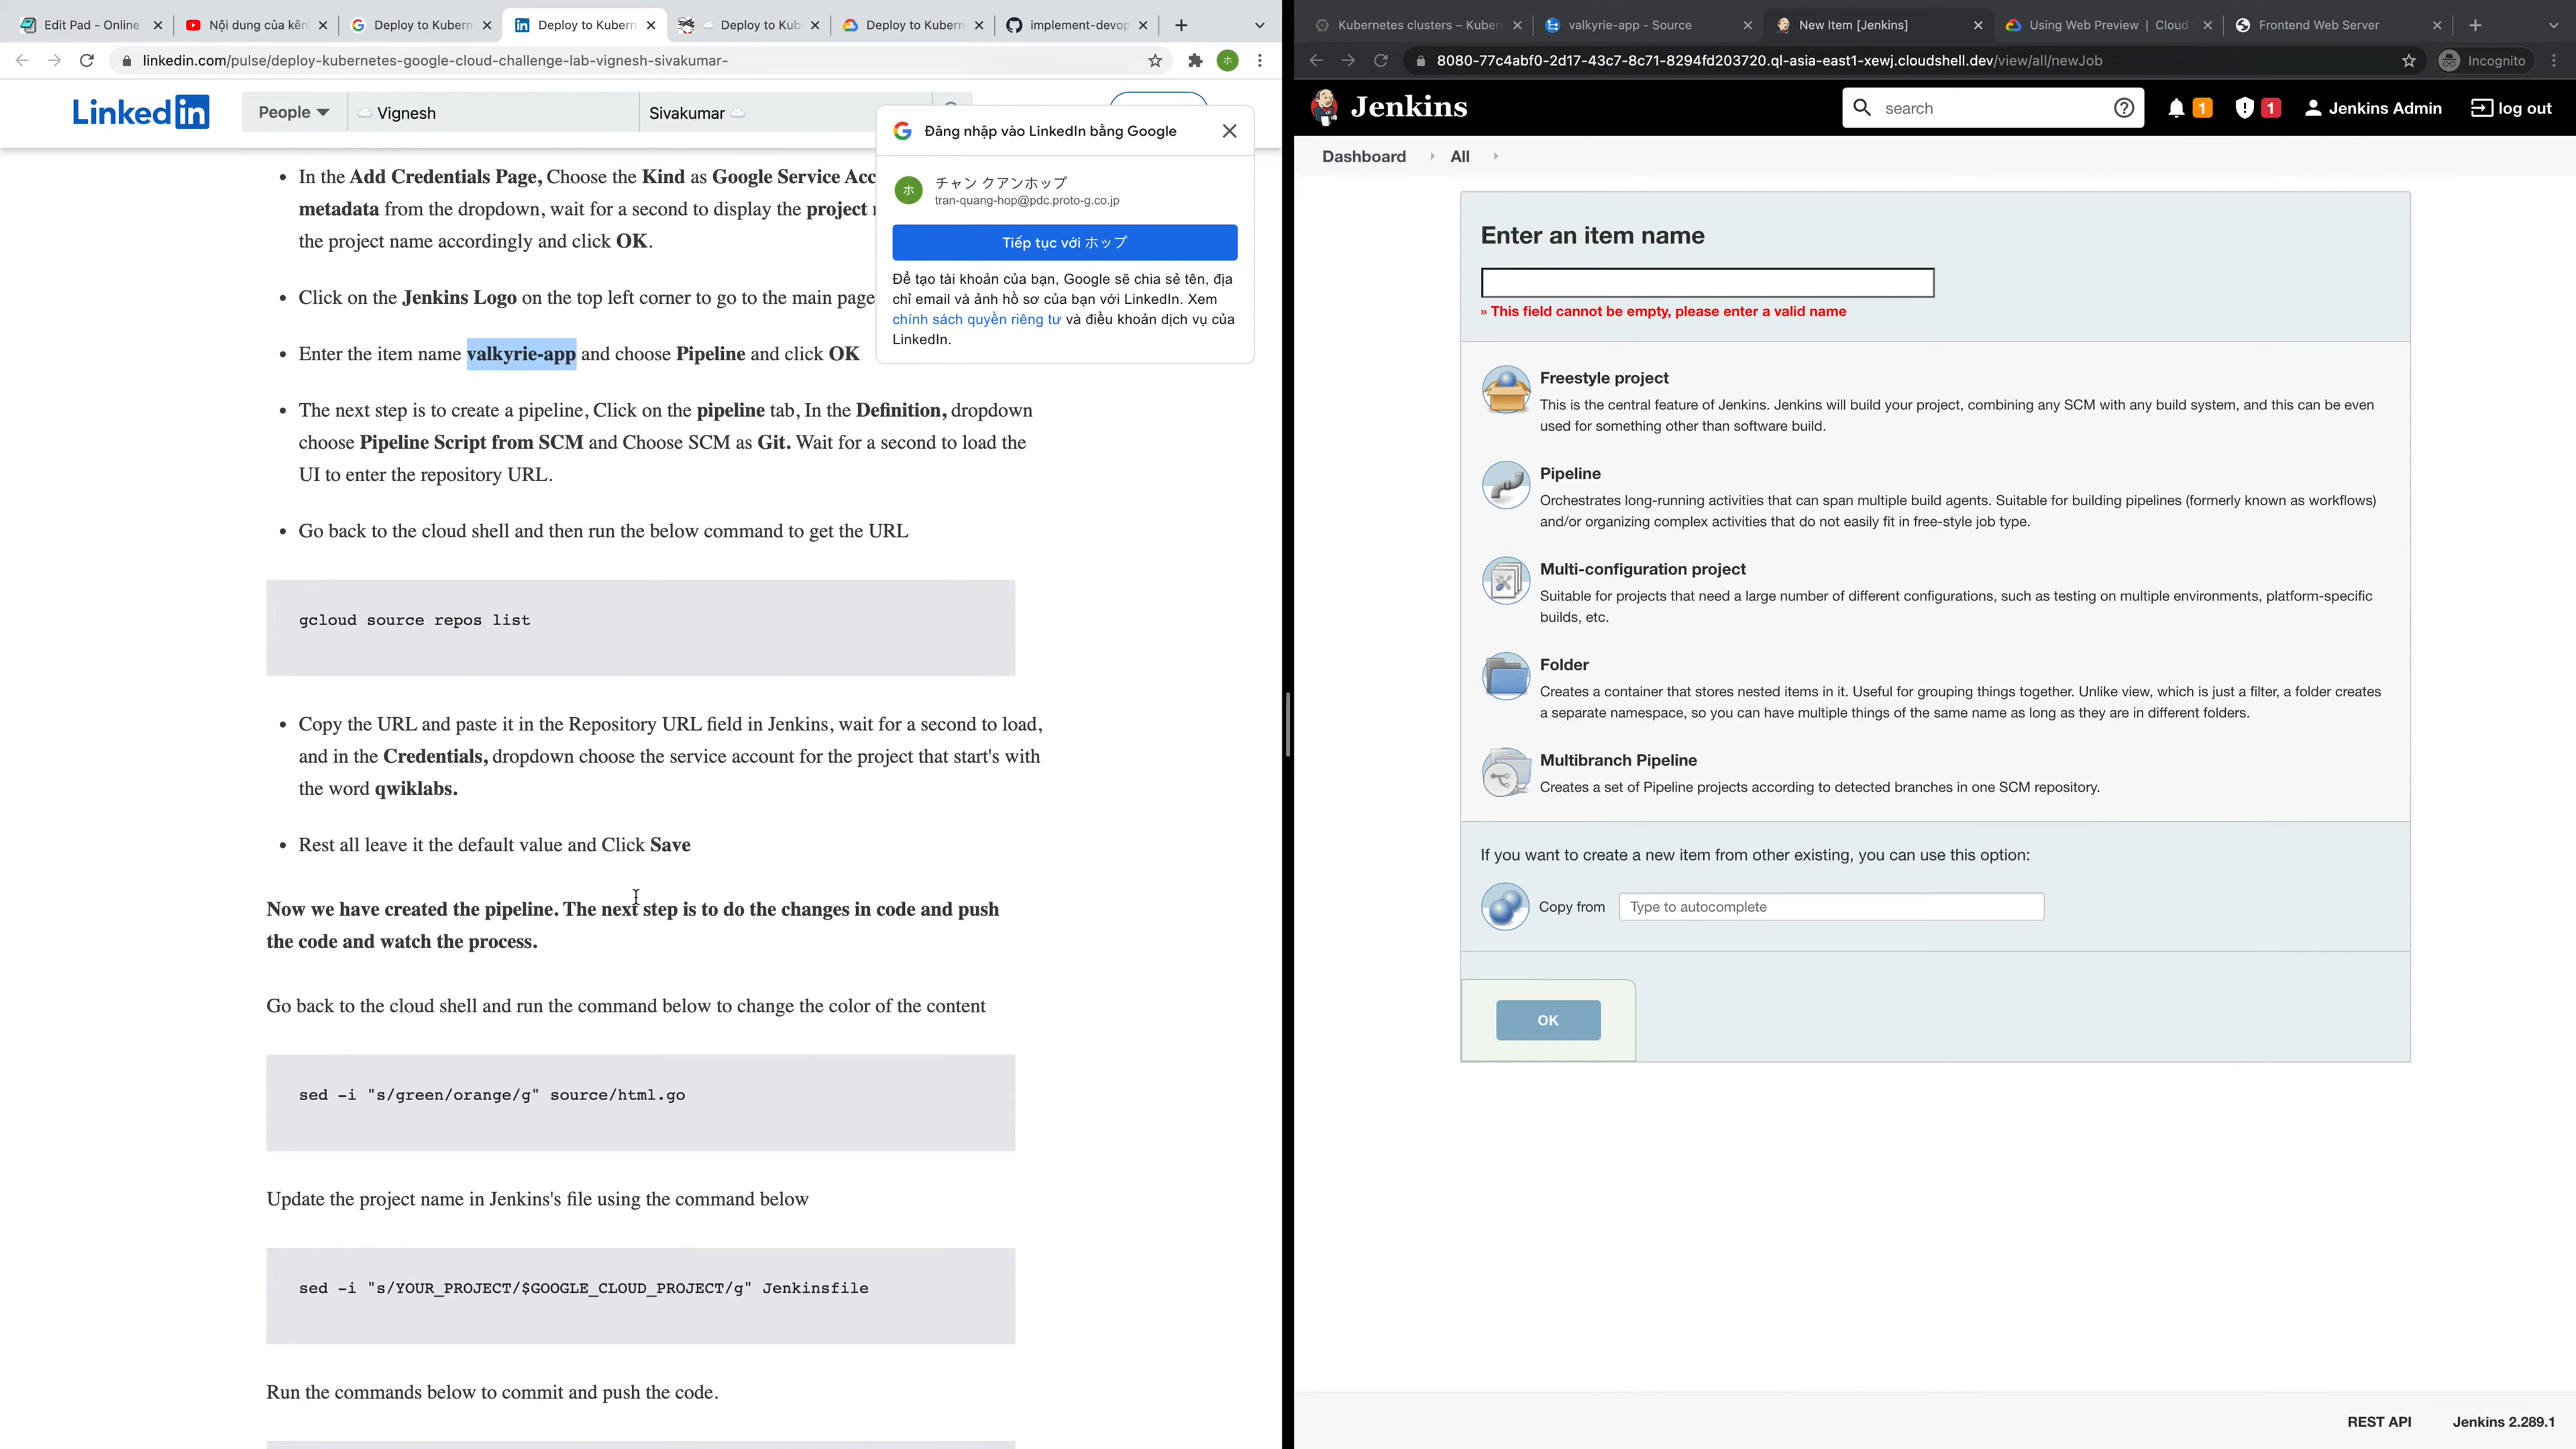 Edit Pad - Online
Nội dung của kên
Deploy to Kubern
Deploy to Kubern
Deploy to Kub
Deploy to Kubern
implement-devop
linkedin.com/pulse/deploy-kubernetes-google-cloud-challenge-lab-vignesh-sivakumar-
ホ
Linked in
People
Vignesh
Sivakumar
Đăng nhập vào LinkedIn bằng Google
ホ
チャン クアンホップ
tran-quang-hop@pdc.proto-g.co.jp
Tiếp tục với ホップ
Để tạo tài khoản của bạn, Google sẽ chia sẻ tên, địa
chỉ email và ảnh hồ sơ của bạn với LinkedIn. Xem
chính sách quyền riêng tư và điều khoản dịch vụ của
LinkedIn.
• In the Add Credentials Page, Choose the Kind as Google Service Acc
metadata from the dropdown, wait for a second to display the project
the project name accordingly and click OK.
• Click on the Jenkins Logo on the top left corner to go to the main page
• Enter the item name valkyrie-app and choose Pipeline and click OK
• The next step is to create a pipeline, Click on the pipeline tab, In the Definition, dropdown
choose Pipeline Script from SCM and Choose SCM as Git. Wait for a second to load the
UI to enter the repository URL.
• Go back to the cloud shell and then run the below command to get the URL
gcloud source repos list
• Copy the URL and paste it in the Repository URL field in Jenkins, wait for a second to load,
and in the Credentials, dropdown choose the service account for the project that start's with
the word qwiklabs.
• Rest all leave it the default value and Click Save
Now we have created the pipeline. The next step is to do the changes in code and push
the code and watch the process.
Go back to the cloud shell and run the command below to change the color of the content
sed -i "s/green/orange/g" source/html.go
Update the project name in Jenkins's file using the command below
sed -i "s/YOUR_PROJECT/$GOOGLE_CLOUD_PROJECT/g" Jenkinsfile
Run the commands below to commit and push the code.
Kubernetes clusters – Kuber
valkyrie-app - Source
New Item [Jenkins]
Using Web Preview | Cloud
Frontend Web Server
8080-77c4abf0-2d17-43c7-8c71-8294fd203720.ql-asia-east1-xewj.cloudshell.dev/view/all/newJob
Incognito
Jenkins
search
1
1
Jenkins Admin
log out
Dashboard
All
Enter an item name
» This field cannot be empty, please enter a valid name
Freestyle project
This is the central feature of Jenkins. Jenkins will build your project, combining any SCM with any build system, and this can be even
used for something other than software build.
Pipeline
Orchestrates long-running activities that can span multiple build agents. Suitable for building pipelines (formerly known as workflows)
and/or organizing complex activities that do not easily fit in free-style job type.
Multi-configuration project
Suitable for projects that need a large number of different configurations, such as testing on multiple environments, platform-specific
builds, etc.
Folder
Creates a container that stores nested items in it. Useful for grouping things together. Unlike view, which is just a filter, a folder creates
a separate namespace, so you can have multiple things of the same name as long as they are in different folders.
Multibranch Pipeline
Creates a set of Pipeline projects according to detected branches in one SCM repository.
If you want to create a new item from other existing, you can use this option:
Copy from
Type to autocomplete
OK
REST API
Jenkins 2.289.1